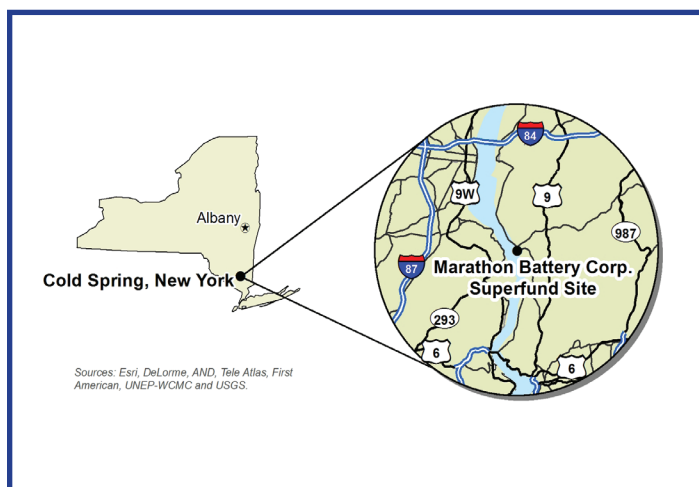 Albany
Cold Spring, New York
Sources: Esri, DeLorme, AND, Tele Atlas, First
American, UNEP-WCMC and USGS.
84
9W
9
987
87
Marathon Battery Corp.
Superfund Site
293
6
6